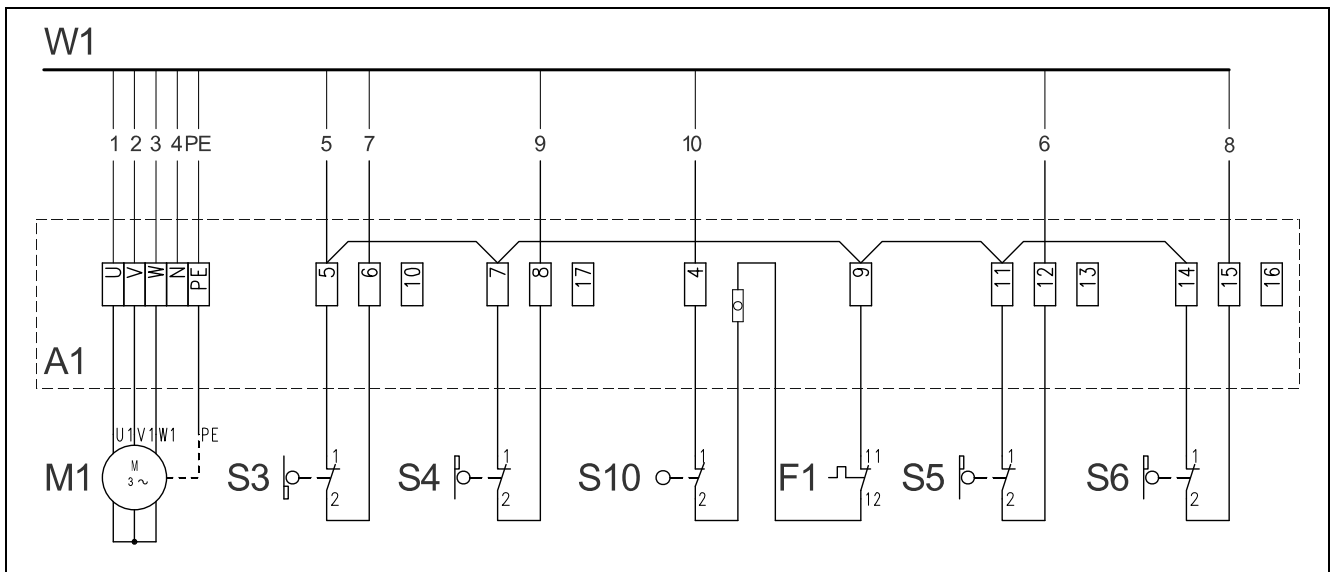 W1
1 2 3 4 PE 5 7 9 10 6 8
U V W N PE 5 6 10 7 8 17 4 9 11 12 13 14 15 16
A1
U1 V1 W1 PE
M1 M 3~ S3 1 2 S4 1 2 S10 1 2 F1 11 12 S5 1 2 S6 1 2